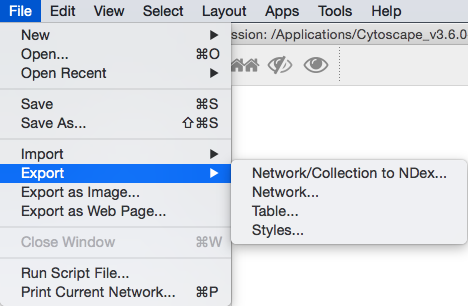 File Edit View Select Layout Apps Tools
New
Open... ⌘O
Open Recent
ssion: /Applications/Cytoscape_v3.6.0
Save ⌘S
Save As... ⇧⌘S
Import
Export
Network/Collection to NDex...
Export as Image...
Network...
Export as Web Page...
Table...
Styles...
Close Window ⌘W
Run Script File...
Print Current Network... ⌘P